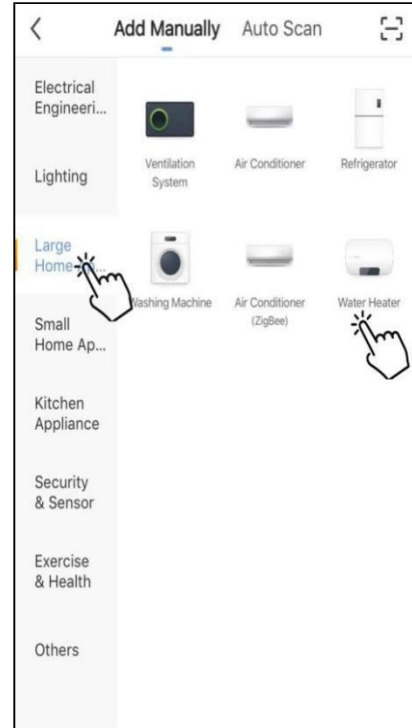 Add Manually Auto Scan
Electrical
Engineeri...
Lighting
Large
Home
Small
Home Ap...
Kitchen
Appliance
Security
& Sensor
Exercise
& Health
Others
Ventilation
System
Air Conditioner
Refrigerator
Washing Machine
Air Conditioner
(ZigBee)
Water Heater